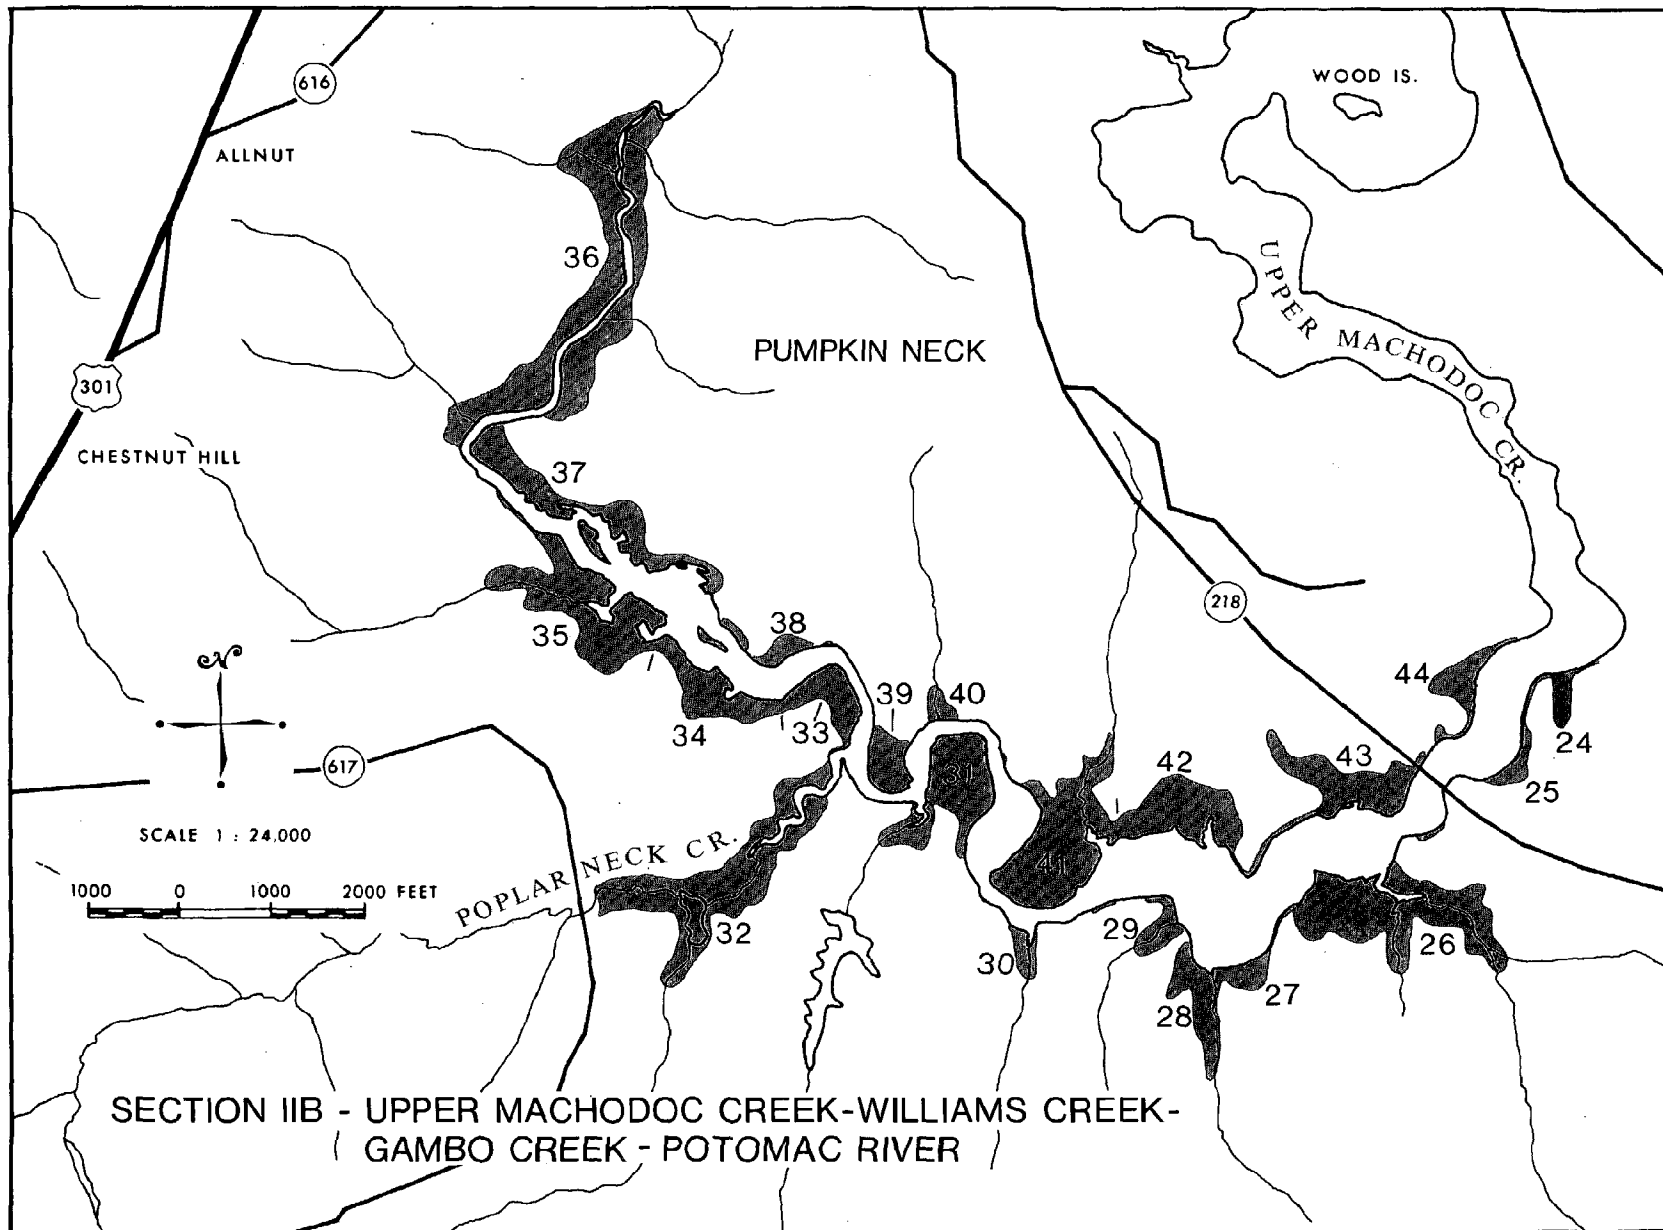 616
WOOD IS.
ALLNUT
36
UPPER MACHODOC CR.
PUMPKIN NECK
301
CHESTNUT HILL
37
218
35
38
N
44
39
40
34
33
24
617
31
42
43
25
SCALE 1 : 24,000
41
1000 0 1000 2000 FEET
POPLAR NECK CR.
32
29
26
30
27
28
SECTION IIB - UPPER MACHODOC CREEK-WILLIAMS CREEK-
GAMBO CREEK - POTOMAC RIVER